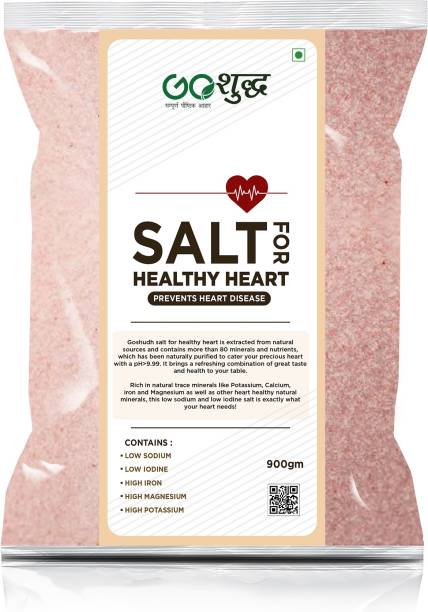 GOशुद्ध
सम्पूर्ण पौष्टिक आहार
SALT FOR
HEALTHY HEART
PREVENTS HEART DISEASE
Goshudh salt for healthy heart is extracted from natural
sources and contains more than 80 minerals and nutrients,
which has been naturally purified to cater your precious heart
with a pH>9.99. It brings a refreshing combination of great taste
and health to your table.
Rich in natural trace minerals like Potassium, Calcium,
Iron and Magnesium as well as other heart healthy natural
minerals, this low sodium and low iodine salt is exactly what
your heart needs!
CONTAINS :
• LOW SODIUM
• LOW IODINE
• HIGH IRON
• HIGH MAGNESIUM
• HIGH POTASSIUM
900gm